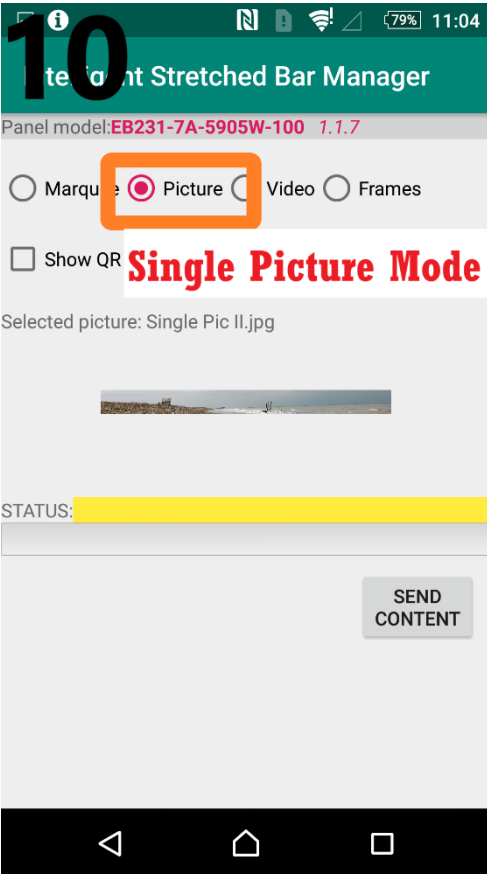 79% 11:04
10
Intelligent Stretched Bar Manager
Panel model:EB231-7A-5905W-100 1.1.7
Picture Video Frames
Show QR
Single Picture Mode
Selected picture: Single Pic II.jpg
STATUS:
SEND
CONTENT